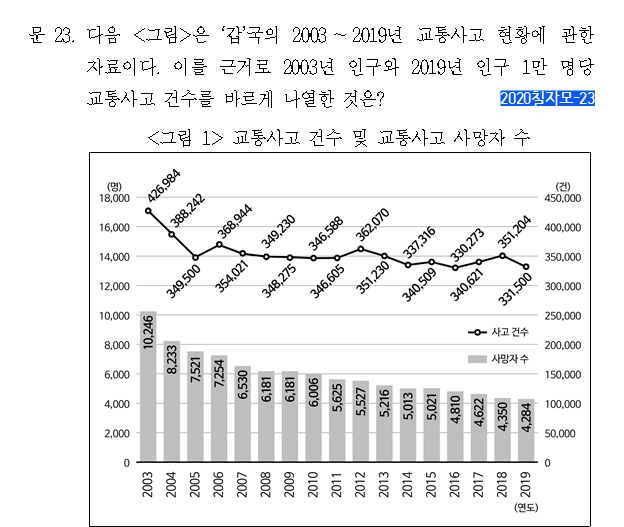 문 23. 다음 <그림>은 ‘갑’국의 2003～2019년 교통사고 현황에 관한
자료이다. 이를 근거로 2003년 인구와 2019년 인구 1만 명당
교통사고 건수를 바르게 나열한 것은?
2020칠자모-23
<그림 1> 교통사고 건수 및 교통사고 사망자 수
(명) (건)
18,000 450,000
16,000 400,000
14,000 350,000
12,000 300,000
10,000 250,000
8,000 200,000
6,000 150,000
4,000 100,000
2,000 50,000
0 0
426,984 388,242 349,500 368,944 354,021 349,230 348,275 346,588 346,605 362,070 351,230 337,316 340,509 330,273 340,621 351,204 331,500
사고 건수
사망자 수
10,246 8,233 7,521 7,254 6,530 6,181 6,181 6,006 5,625 5,527 5,216 5,013 5,021 4,810 4,622 4,350 4,284
2003 2004 2005 2006 2007 2008 2009 2010 2011 2012 2013 2014 2015 2016 2017 2018 2019
(연도)